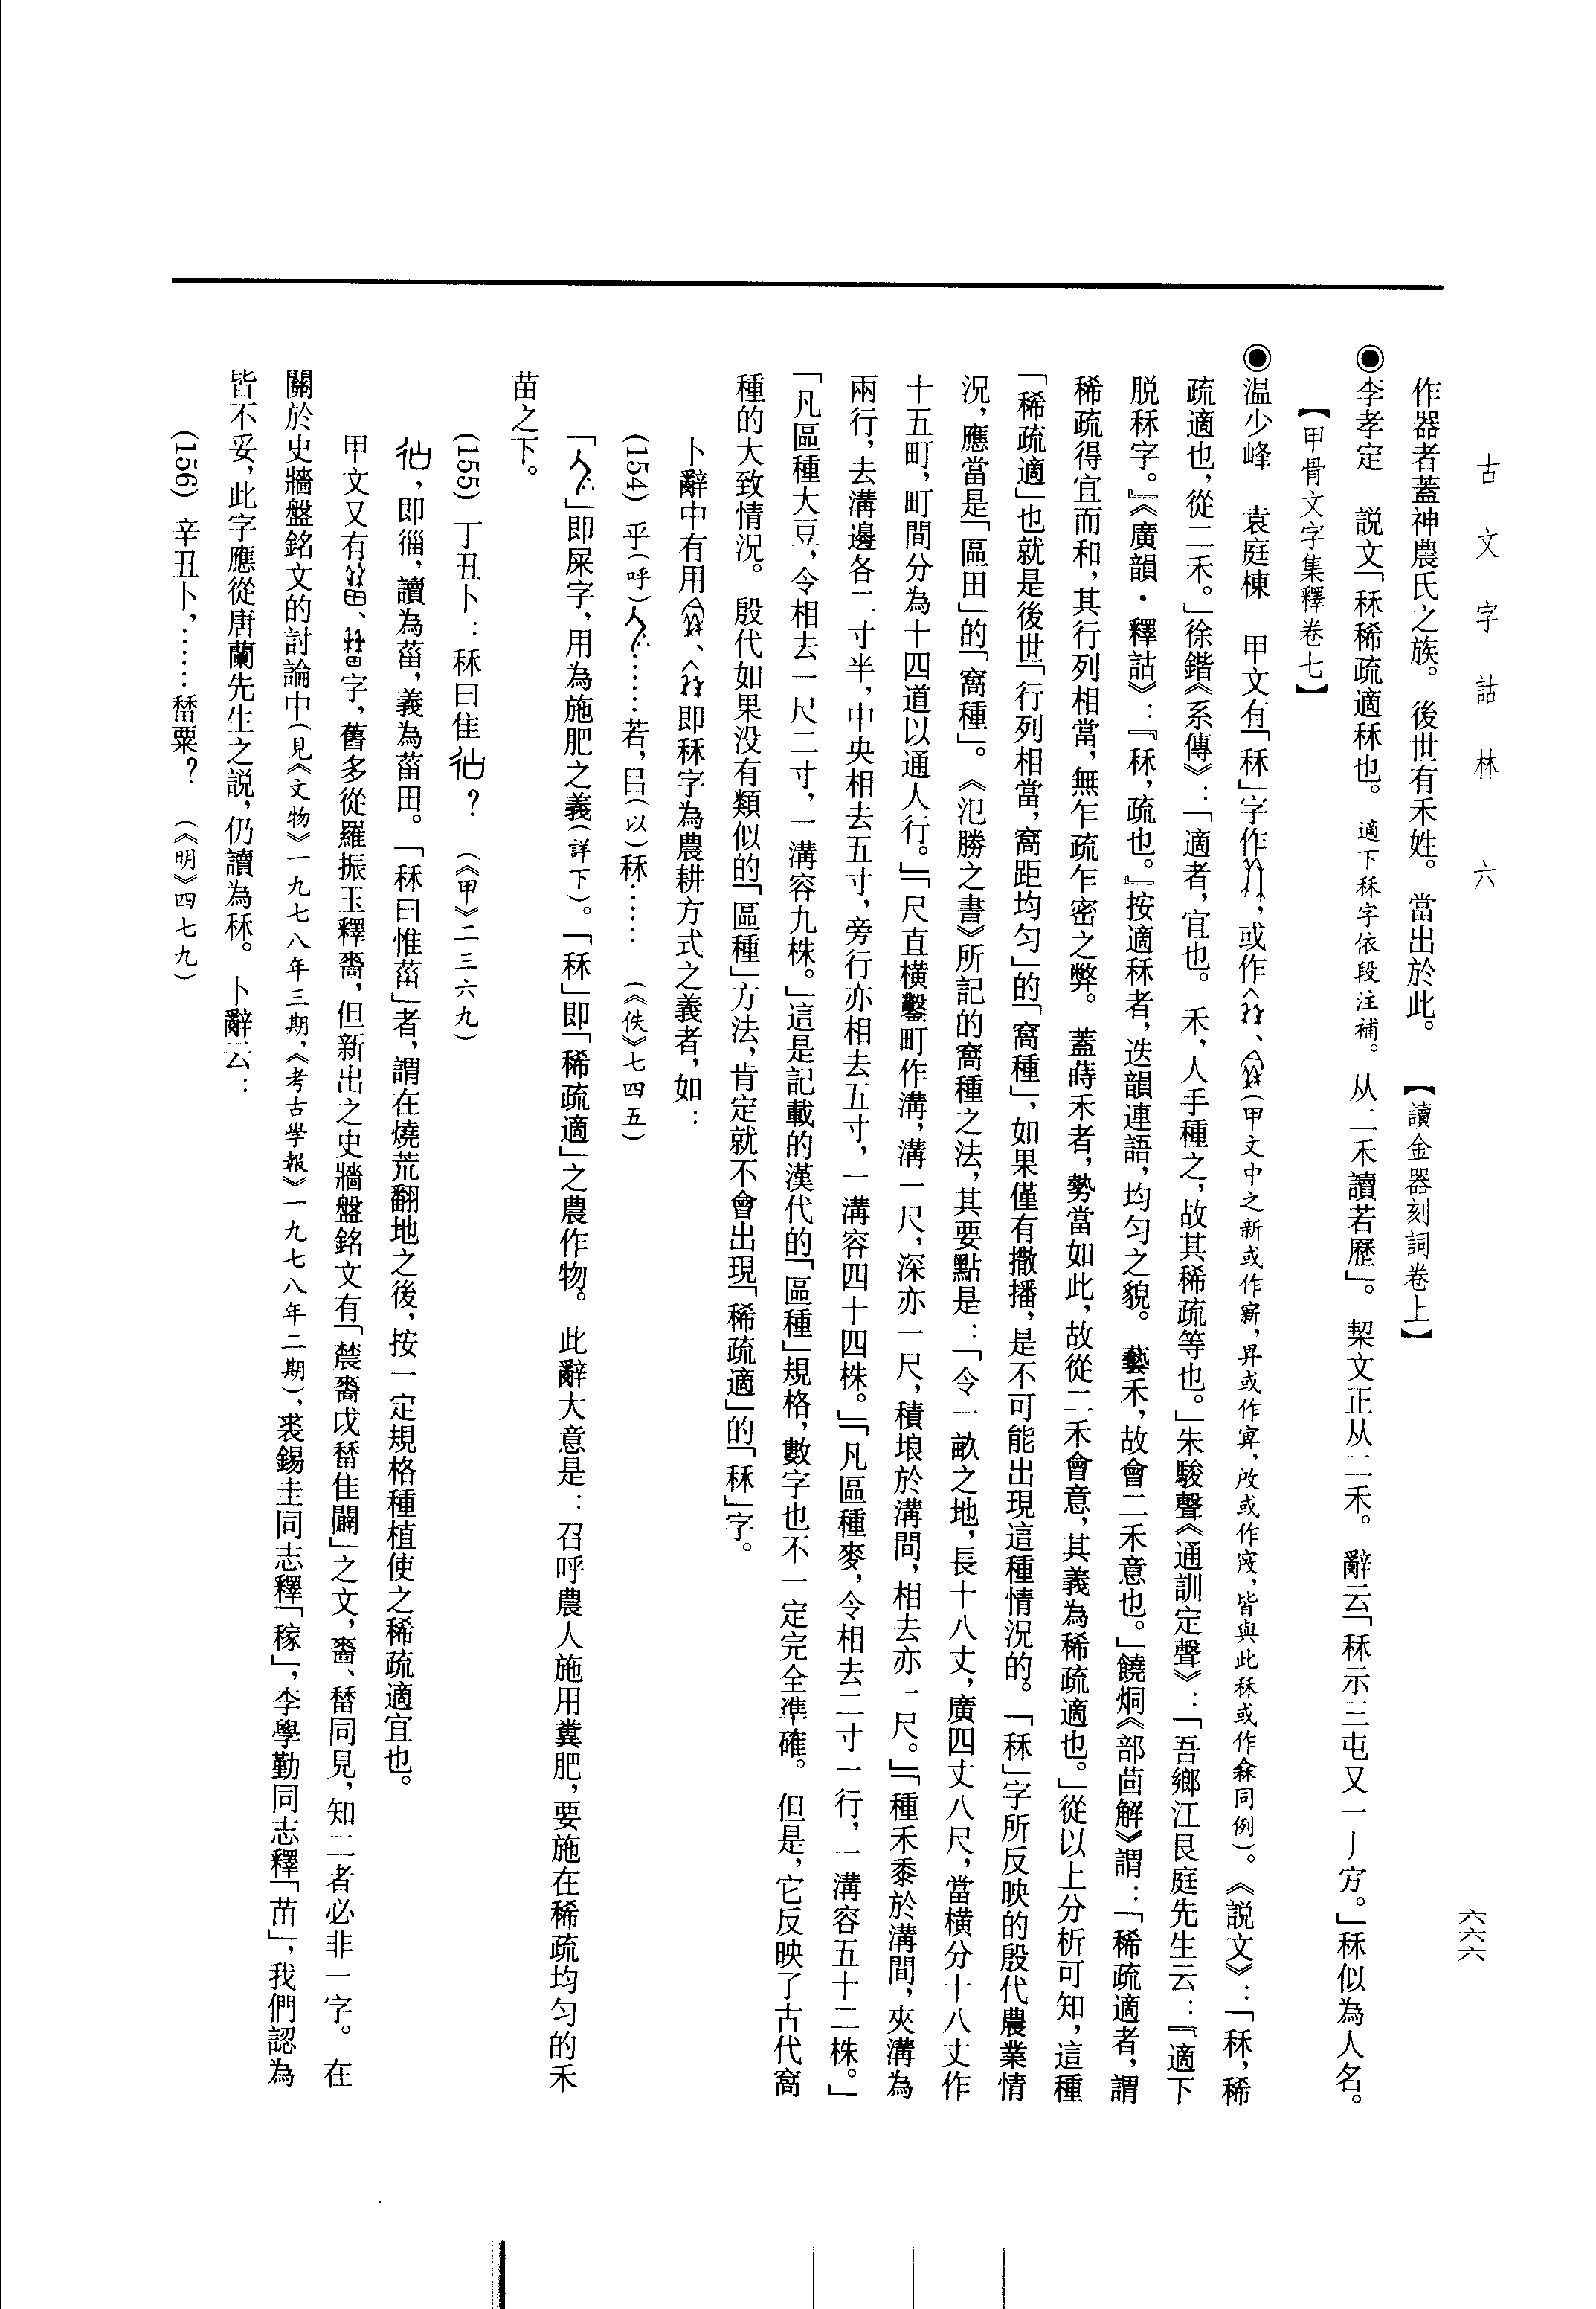 古文字詁林 六
六六六
作器者蓋神農氏之族。後世有禾姓。當出於此。【讀金器刻詞卷上】
◉李孝定 説文「秝稀疏適秝也。適下秝字依段注補。从二禾讀若歷」。栔文正从二禾。辭云「秝示三屯又一丿㝑。」秝似為人名。
【甲骨文字集釋卷七】
◉温少峰 袁庭棟 甲文有「秝」字作,或作、(甲文中之新或作䆨,昇或作寡,改或作㝜,皆與此秝或作同例)。《説文》:「秝,稀
疏適也,從二禾。」徐鍇《系傳》:「適者,宜也。禾,人手種之,故其稀疏等也。」朱駿聲《通訓定聲》:「吾鄉江艮庭先生云:『適下
脱秝字。』《廣韻·釋詁》:『秝,疏也。』按適秝者,迭韻連語,均匀之貌。藝禾,故會二禾意也。」饒炯《部首解》謂:「稀疏適者,謂
稀疏得宜而和,其行列相當,無乍疏乍密之弊。蓋蒔禾者,勢當如此,故從二禾會意,其義為稀疏適也。」從以上分析可知,這種
「稀疏適」也就是後世「行列相當,窩距均匀」的「窩種」,如果僅有撒播,是不可能出現這種情況的。「秝」字所反映的殷代農業情
況,應當是「區田」的「窩種」。《氾勝之書》所記的窩種之法,其要點是:「令一畝之地,長十八丈,廣四丈八尺,當橫分十八丈作
十五町,町間分為十四道以通人行。」「尺直橫鑿町作溝,溝一尺,深亦一尺,積埌於溝間,相去亦一尺。」「種禾黍於溝間,夾溝為
兩行,去溝邊各二寸半,中央相去五寸,旁行亦相去五寸,一溝容四十四株。」「凡區種麥,令相去二寸一行,一溝容五十二株。」
「凡區種大豆,令相去一尺二寸,一溝容九株。」這是記載的漢代的「區種」規格,數字也不一定完全準確。但是,它反映了古代窩
種的大致情況。殷代如果没有類似的「區種」方法,肯定就不會出現「稀疏適」的「秝」字。
卜辭中有用、即秝字為農耕方式之義者,如:
(154) 乎(呼)……若,㠯(以)秝…… (《佚》七四五)
「」即屎字,用為施肥之義(詳下)。「秝」即「稀疏適」之農作物。此辭大意是:召呼農人施用糞肥,要施在稀疏均匀的禾
苗之下。
(155) 丁丑卜:秝曰隹? (《甲》二三六九)
,即徣,讀為葘,義為葘田。「秝曰惟葘」者,謂在燒荒翻地之後,按一定規格種植使之稀疏適宜也。
甲文又有、字,舊多從羅振玉釋嗇,但新出之史牆盤銘文有「辳嗇戉䅗隹闢」之文,嗇、䅗同見,知二者必非一字。在
關於史牆盤銘文的討論中(見《文物》一九七八年三期,《考古學報》一九七八年二期),裘錫圭同志釋「稼」,李學勤同志釋「苗」,我們認為
皆不妥,此字應從唐蘭先生之説,仍讀為秝。卜辭云:
(156) 辛丑卜,……䅗粟? (《明》四七九)